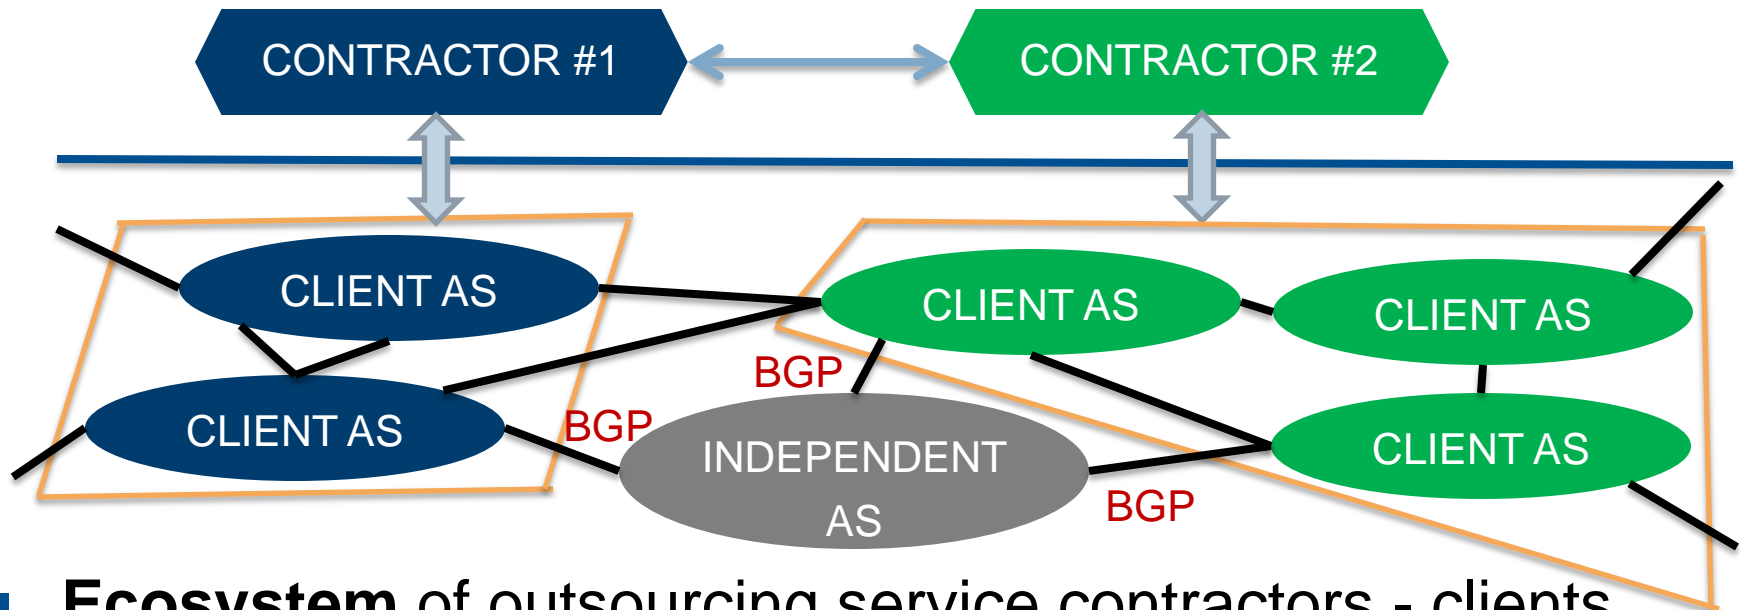 CONTRACTOR #1
CONTRACTOR #2
CLIENT AS
CLIENT AS
CLIENT AS
BGP
CLIENT AS
BGP
INDEPENDENT
AS
CLIENT AS
BGP
Ecosystem of outsourcing service contractors - clients